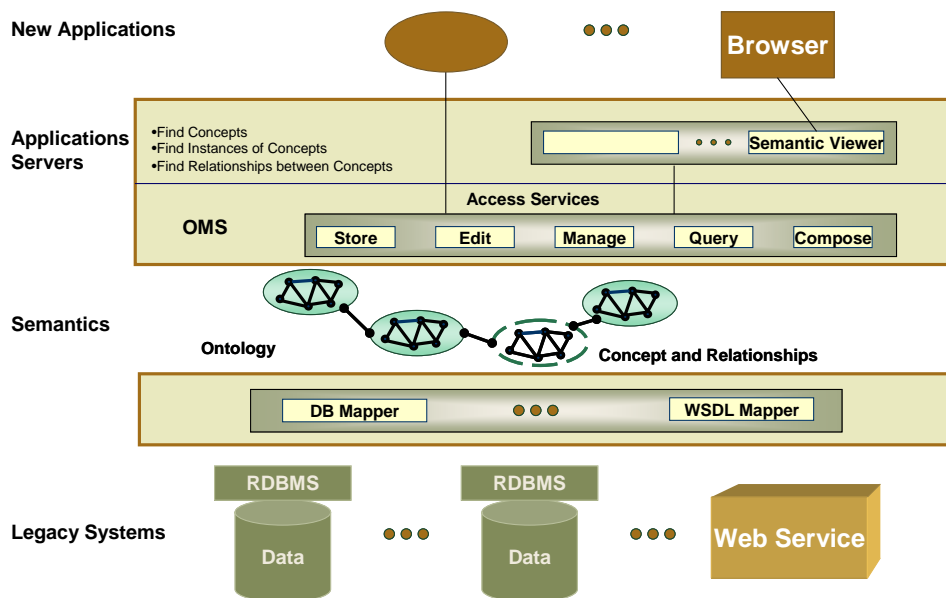 New Applications
Browser
Applications
Servers
•Find Concepts
•Find Instances of Concepts
•Find Relationships between Concepts
Semantic Viewer
Access Services
OMS
Store
Edit
Manage
Query
Compose
Semantics
Ontology
Concept and Relationships
DB Mapper
WSDL Mapper
RDBMS
RDBMS
Legacy Systems
Data
Data
Web Service